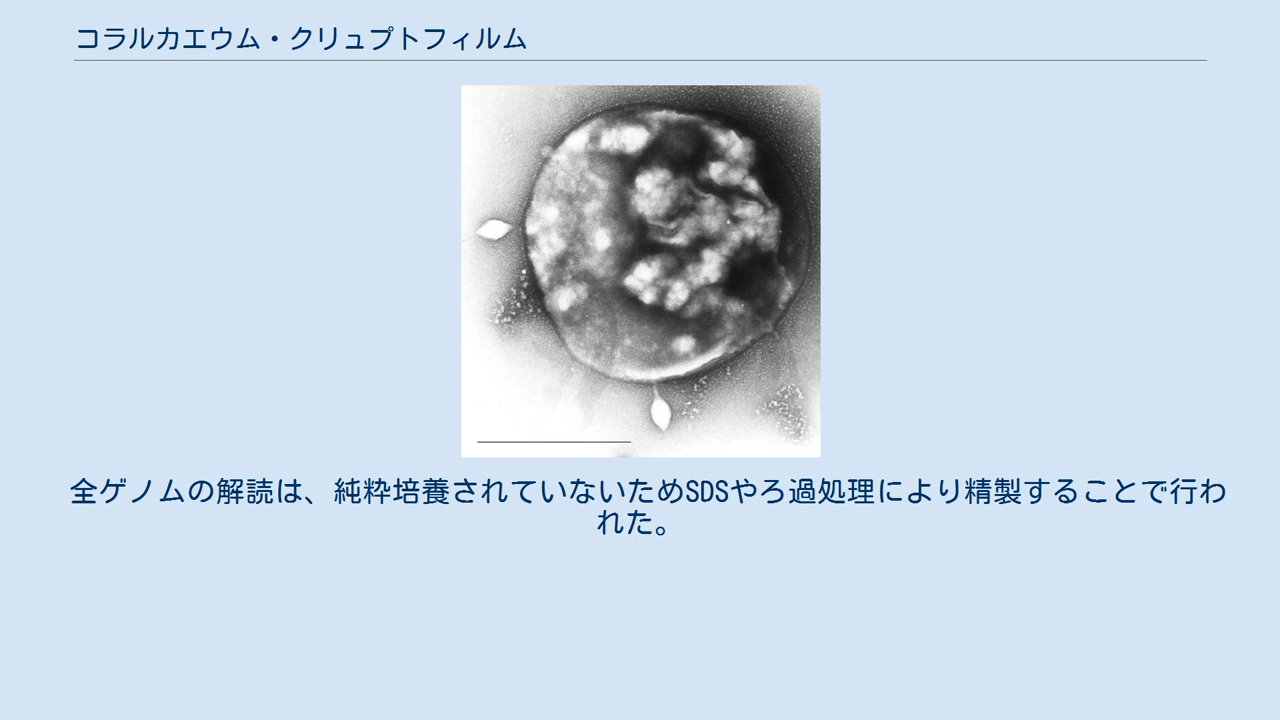 コラルカエウム・クリュプトフィルム
全ゲノムの解読は、純粋培養されていないためSDSやろ過処理により精製することで行わ
れた。